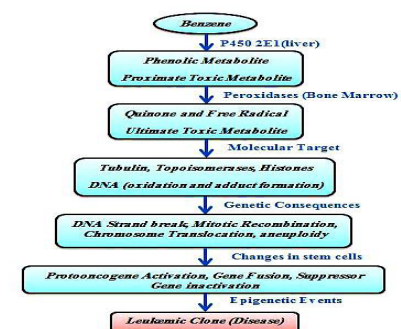 Benzene
P450 2E1(liver)
Phenolic Metabolite
Proximate Toxic Metabolite
Peroxidases (Bone Marrow)
Quinone and Free Radical
Ultimate Toxic Metabolite
Molecular Target
Tubulin, Topoisomerases, Histones
DNA (oxidation and adduct formation)
Genetic Consequences
DNA Strand break, Mitotic Recombination,
Chromosome Translocation, aneuploidy
Changes in stem cells
Protooncogene Activation, Gene Fusion, Suppressor
Gene inactivation
Epigenetic Events
Leukemic Clone (Disease)